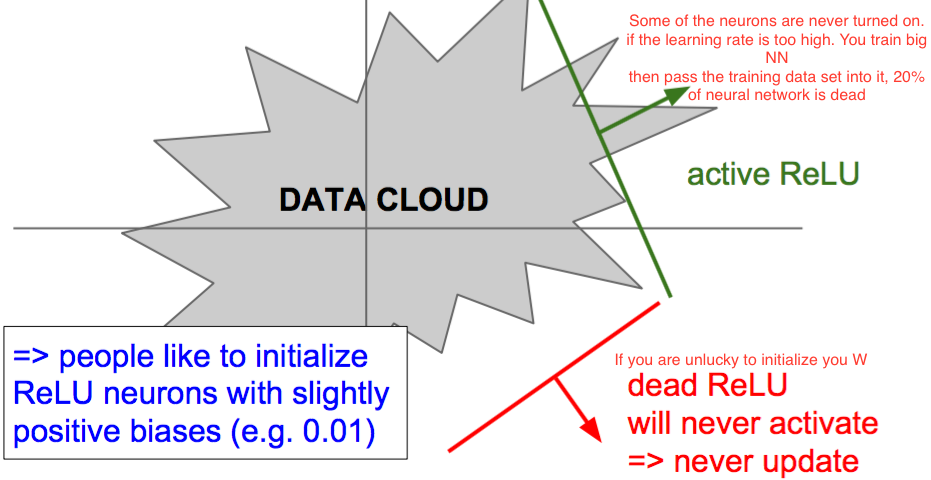 Some of the neurons are never turned on.
if the learning rate is too high. You train big
NN
then pass the training data set into it, 20%
of neural network is dead
active ReLU
DATA CLOUD
=> people like to initialize
ReLU neurons with slightly
positive biases (e.g. 0.01)
If you are unlucky to initialize you W
dead ReLU
will never activate
=> never update